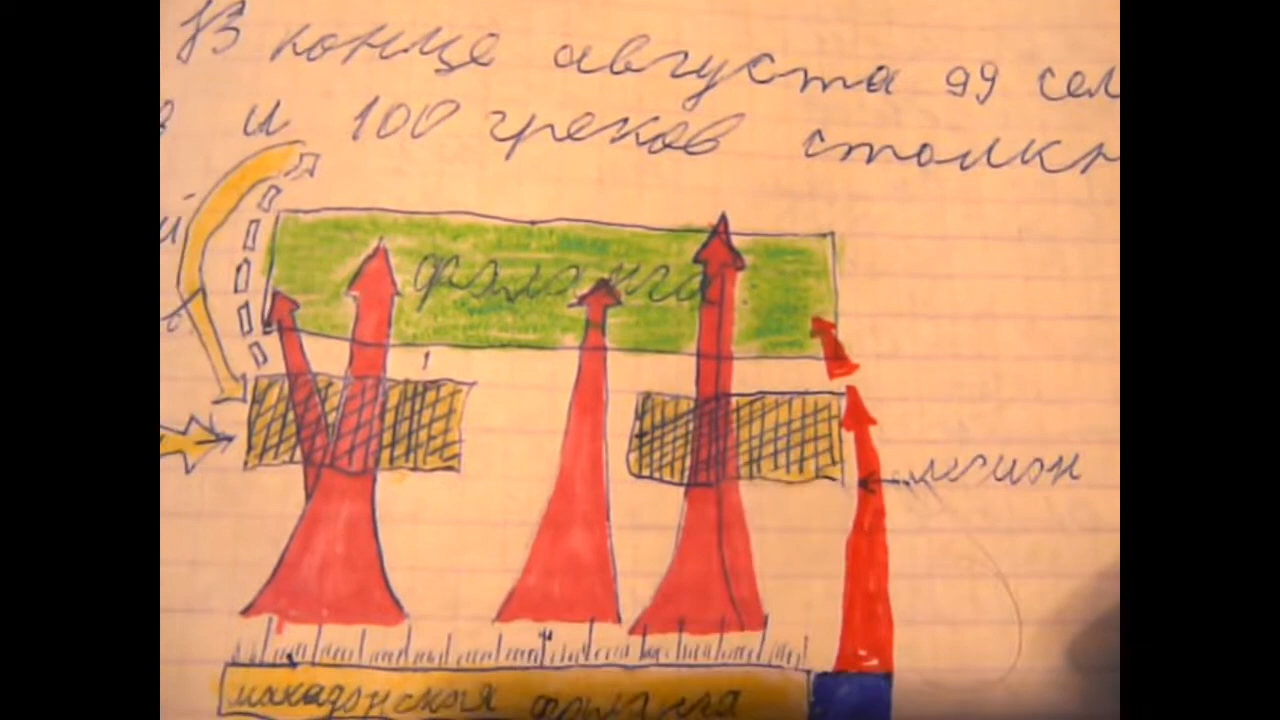 В конце августа 99 сел
в и 100 греков столкн
й
фаланга
легион
македонская фаланга